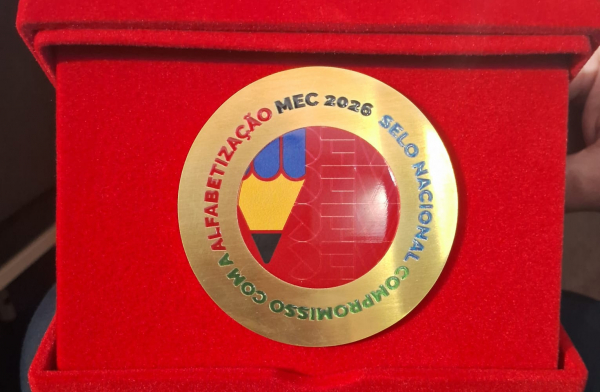 MEC 2026 SELO NACIONAL COMPROMISSO COM A ALFABETIZAÇÃO